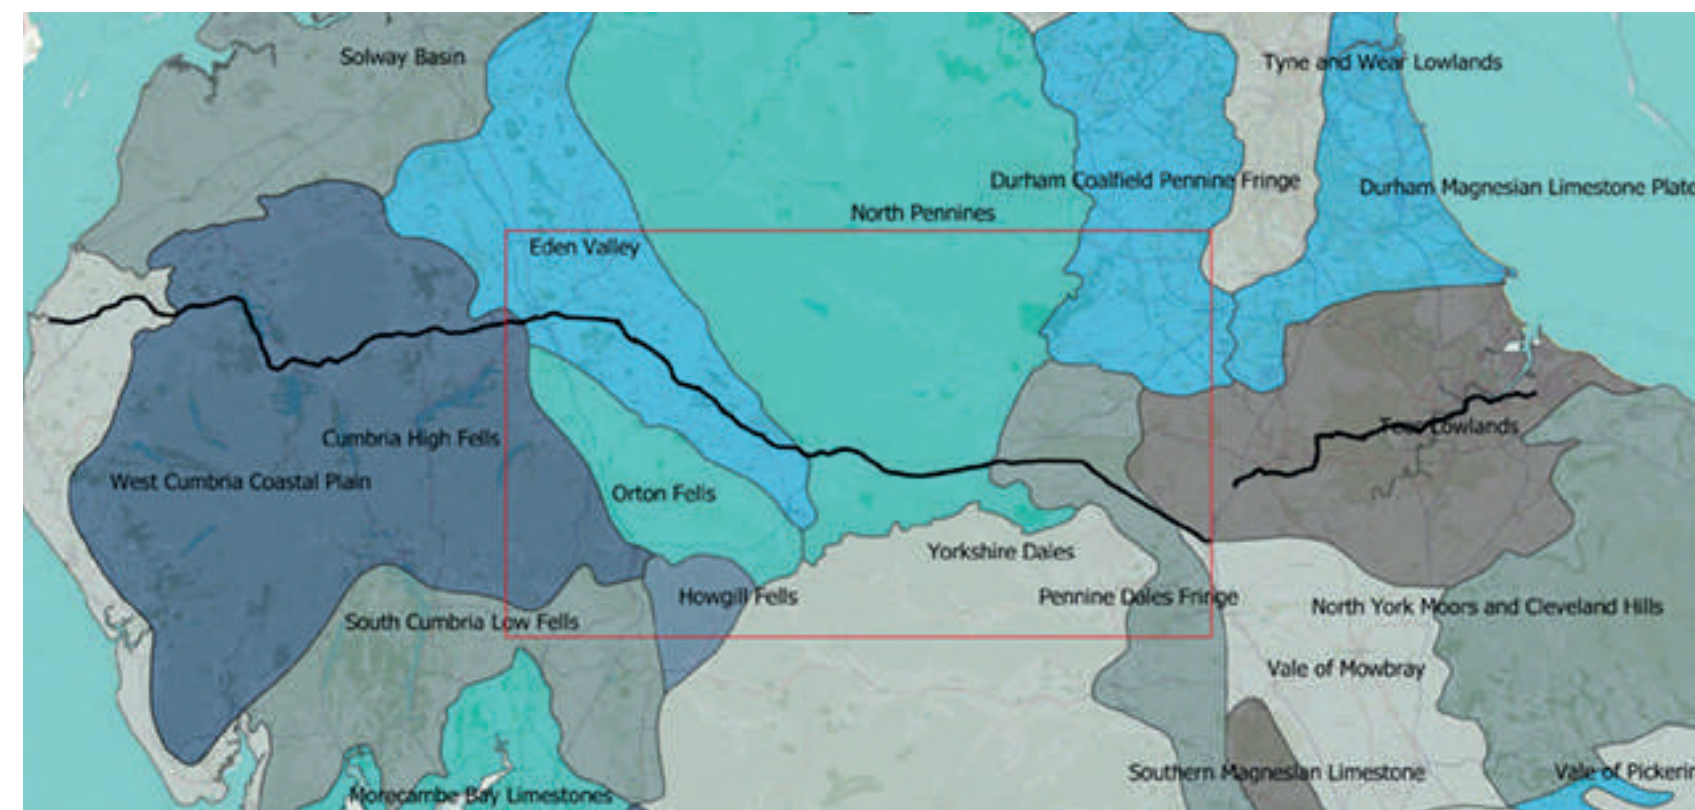 Solway Basin
Tyne and Wear Lowlands
Durham Coalfield Pennine Fringe
Durham Magnesian Limestone Plate
North Pennines
Eden Valley
Tees Lowlands
Cumbria High Fells
West Cumbria Coastal Plain
Orton Fells
Yorkshire Dales
Howgill Fells
Pennine Dales Fringe
North York Moors and Cleveland Hills
South Cumbria Low Fells
Vale of Mowbray
Southern Magnesian Limestone
Vale of Pickerin
Morecambe Bay Limestones